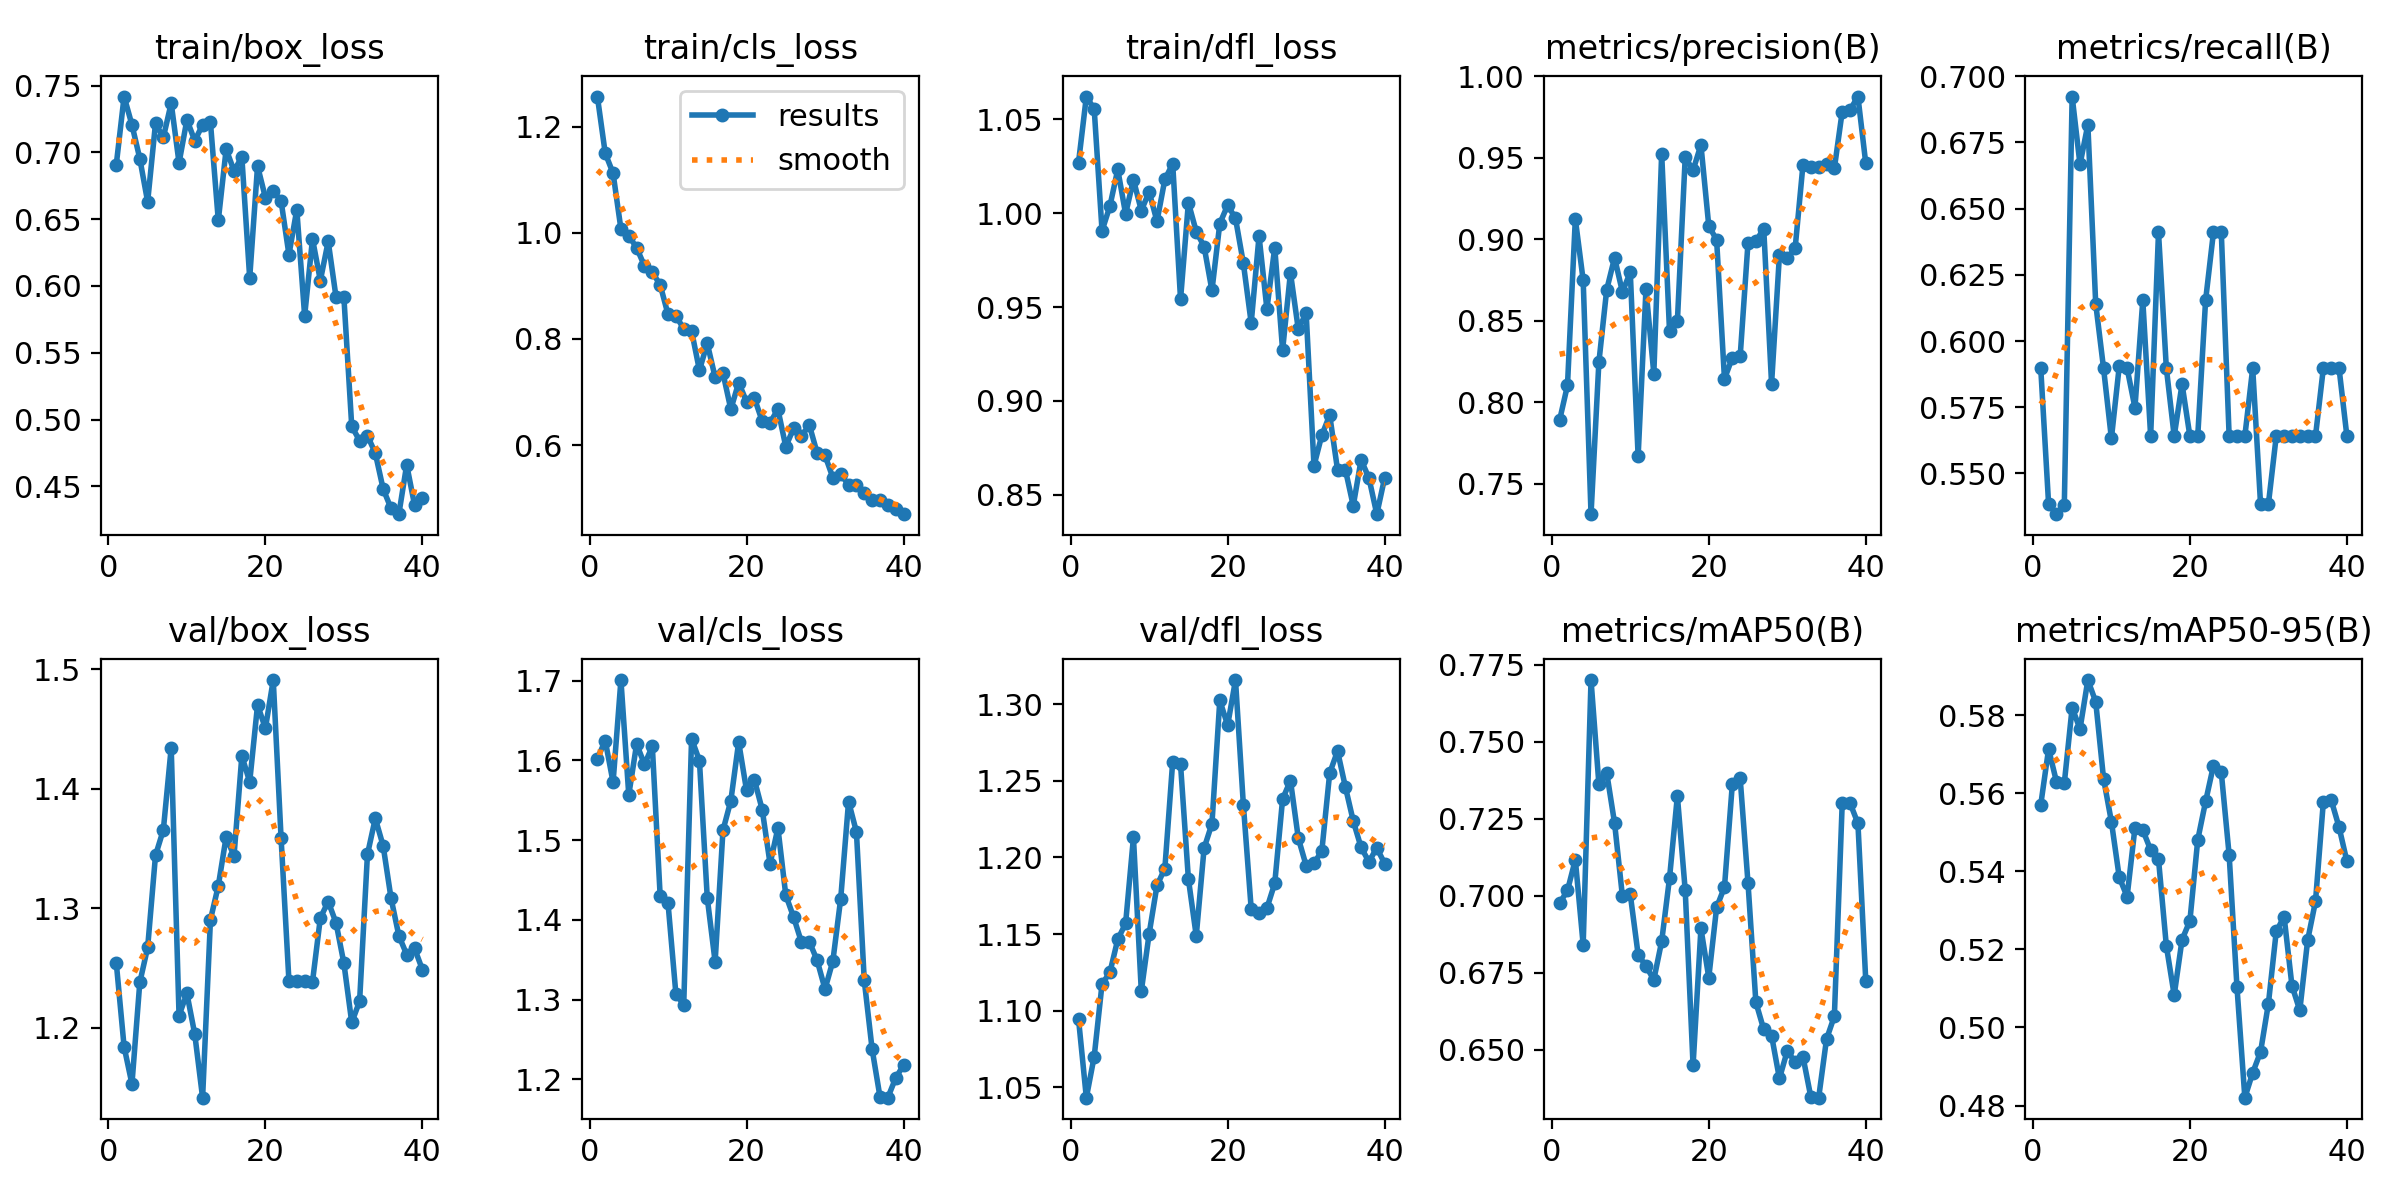 train/box_loss
0.75
0.70
0.65
0.60
0.55
0.50
0.45
0 20 40
train/cls_loss
results
smooth
1.2
1.0
0.8
0.6
0 20 40
train/dfl_loss
1.05
1.00
0.95
0.90
0.85
0 20 40
metrics/precision(B)
1.00
0.95
0.90
0.85
0.80
0.75
0 20 40
metrics/recall(B)
0.700
0.675
0.650
0.625
0.600
0.575
0.550
0 20 40
val/box_loss
1.5
1.4
1.3
1.2
0 20 40
val/cls_loss
1.7
1.6
1.5
1.4
1.3
1.2
0 20 40
val/dfl_loss
1.30
1.25
1.20
1.15
1.10
1.05
0 20 40
metrics/mAP50(B)
0.775
0.750
0.725
0.700
0.675
0.650
0 20 40
metrics/mAP50-95(B)
0.58
0.56
0.54
0.52
0.50
0.48
0 20 40